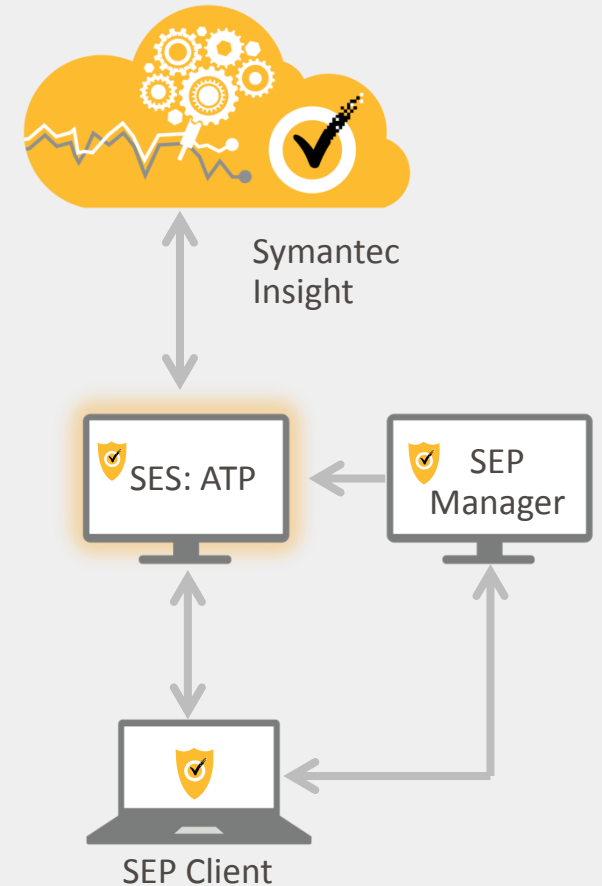 Symantec
Insight
SES: ATP
SEP
Manager
SEP Client